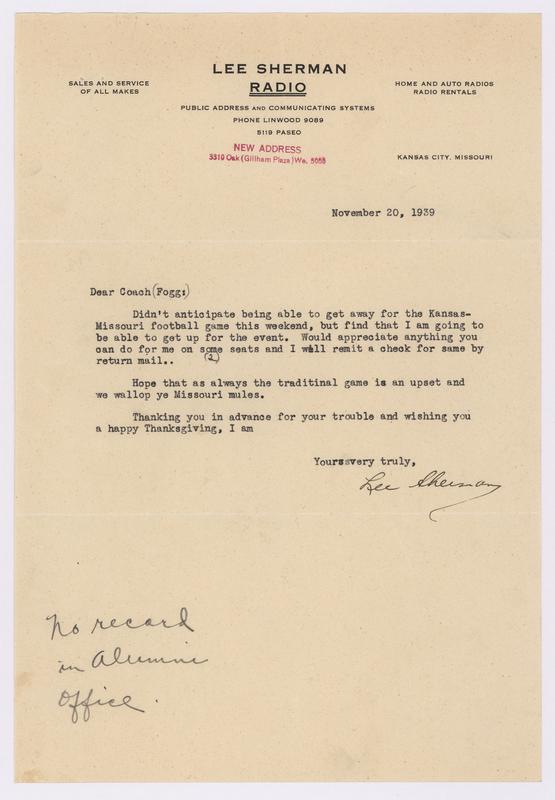 LEE SHERMAN
RADIO
SALES AND SERVICE
OF ALL MAKES
HOME AND AUTO RADIOS
RADIO RENTALS
PUBLIC ADDRESS AND COMMUNICATING SYSTEMS
PHONE LINWOOD 9089
5119 PASEO
NEW ADDRESS
3310 Oak (Gillham Plaza) We. 5058
KANSAS CITY, MISSOURI
November 20, 1939
Dear Coach (Fogg:)
Didn't anticipate being able to get away for the Kansas-
Missouri football game this weekend, but find that I am going to
be able to get up for the event. Would appreciate anything you
can do for me on some seats and I will remit a check for same by
(2)
return mail..
Hope that as always the traditinal game is an upset and
we wallop ye Missouri mules.
Thanking you in advance for your trouble and wishing you
a happy Thanksgiving, I am
Yourssvery truly,
Lee Sherman
No record
in Alumni
Office.